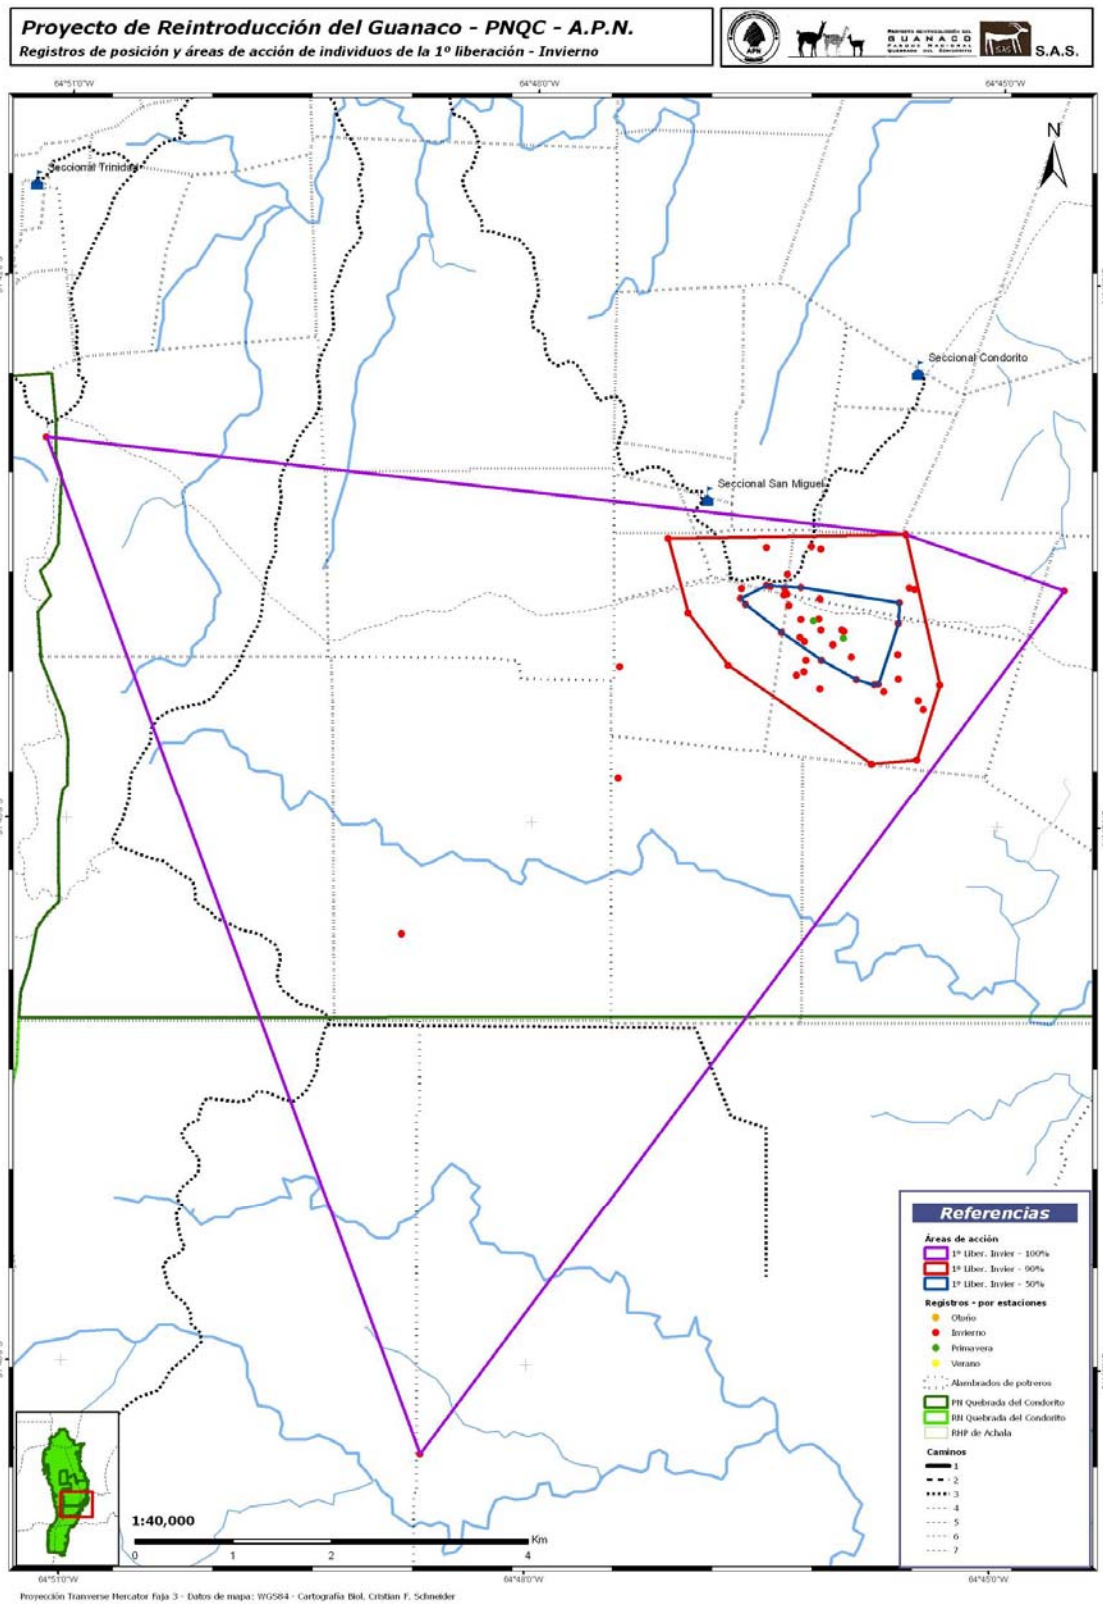 Proyecto de Reintroducción del Guanaco - PNQC - A.P.N.
Registros de posición y áreas de acción de individuos de la 1º liberación - Invierno
APN
GUANACO
SAS
S.A.S.
64°51'0"W
64°48'0"W
64°45'0"W
N
Seccional Trinidad
Seccional Condorito
Seccional San Miguel
Referencias
Áreas de acción
1º Liber. Invier - 100%
1º Liber. Invier - 90%
1º Liber. Invier - 50%
Registros - por estaciones
Otoño
Invierno
Primavera
Verano
Alambrados de potreros
PN Quebrada del Condorito
RN Quebrada del Condorito
RHP de Achala
Caminos
1
2
3
4
5
6
7
1:40,000
Km
0 1 2 4
64°51'0"W
64°48'0"W
64°45'0"W
Proyección Tranverse Mercator Faja 3 - Datos de mapa: WGS84 - Cartografía Biol. Cristian F. Schneider